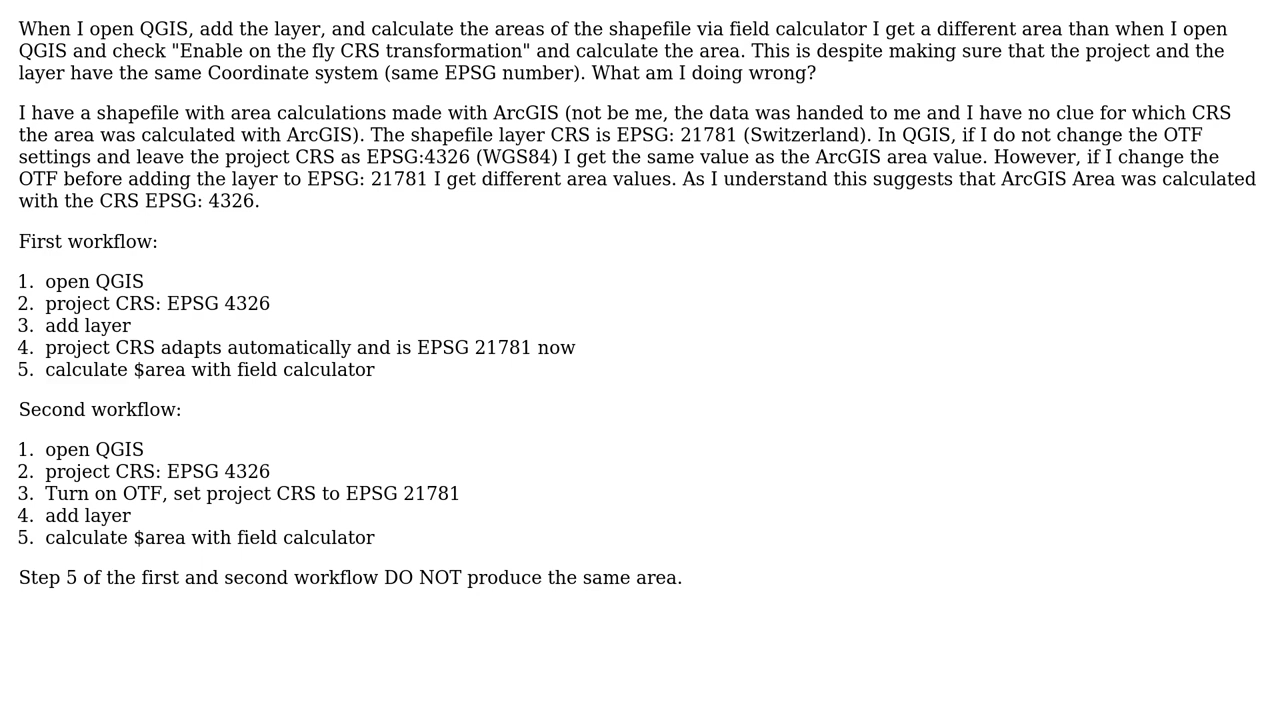 When I open QGIS, add the layer, and calculate the areas of the shapefile via field calculator I get a different area than when I open
QGIS and check "Enable on the fly CRS transformation" and calculate the area. This is despite making sure that the project and the
layer have the same Coordinate system (same EPSG number). What am I doing wrong?
I have a shapefile with area calculations made with ArcGIS (not be me, the data was handed to me and I have no clue for which CRS
the area was calculated with ArcGIS). The shapefile layer CRS is EPSG: 21781 (Switzerland). In QGIS, if I do not change the OTF
settings and leave the project CRS as EPSG:4326 (WGS84) I get the same value as the ArcGIS area value. However, if I change the
OTF before adding the layer to EPSG: 21781 I get different area values. As I understand this suggests that ArcGIS Area was calculated
with the CRS EPSG: 4326.
First workflow:
1. open QGIS
2. project CRS: EPSG 4326
3. add layer
4. project CRS adapts automatically and is EPSG 21781 now
5. calculate $area with field calculator
Second workflow:
1. open QGIS
2. project CRS: EPSG 4326
3. Turn on OTF, set project CRS to EPSG 21781
4. add layer
5. calculate $area with field calculator
Step 5 of the first and second workflow DO NOT produce the same area.